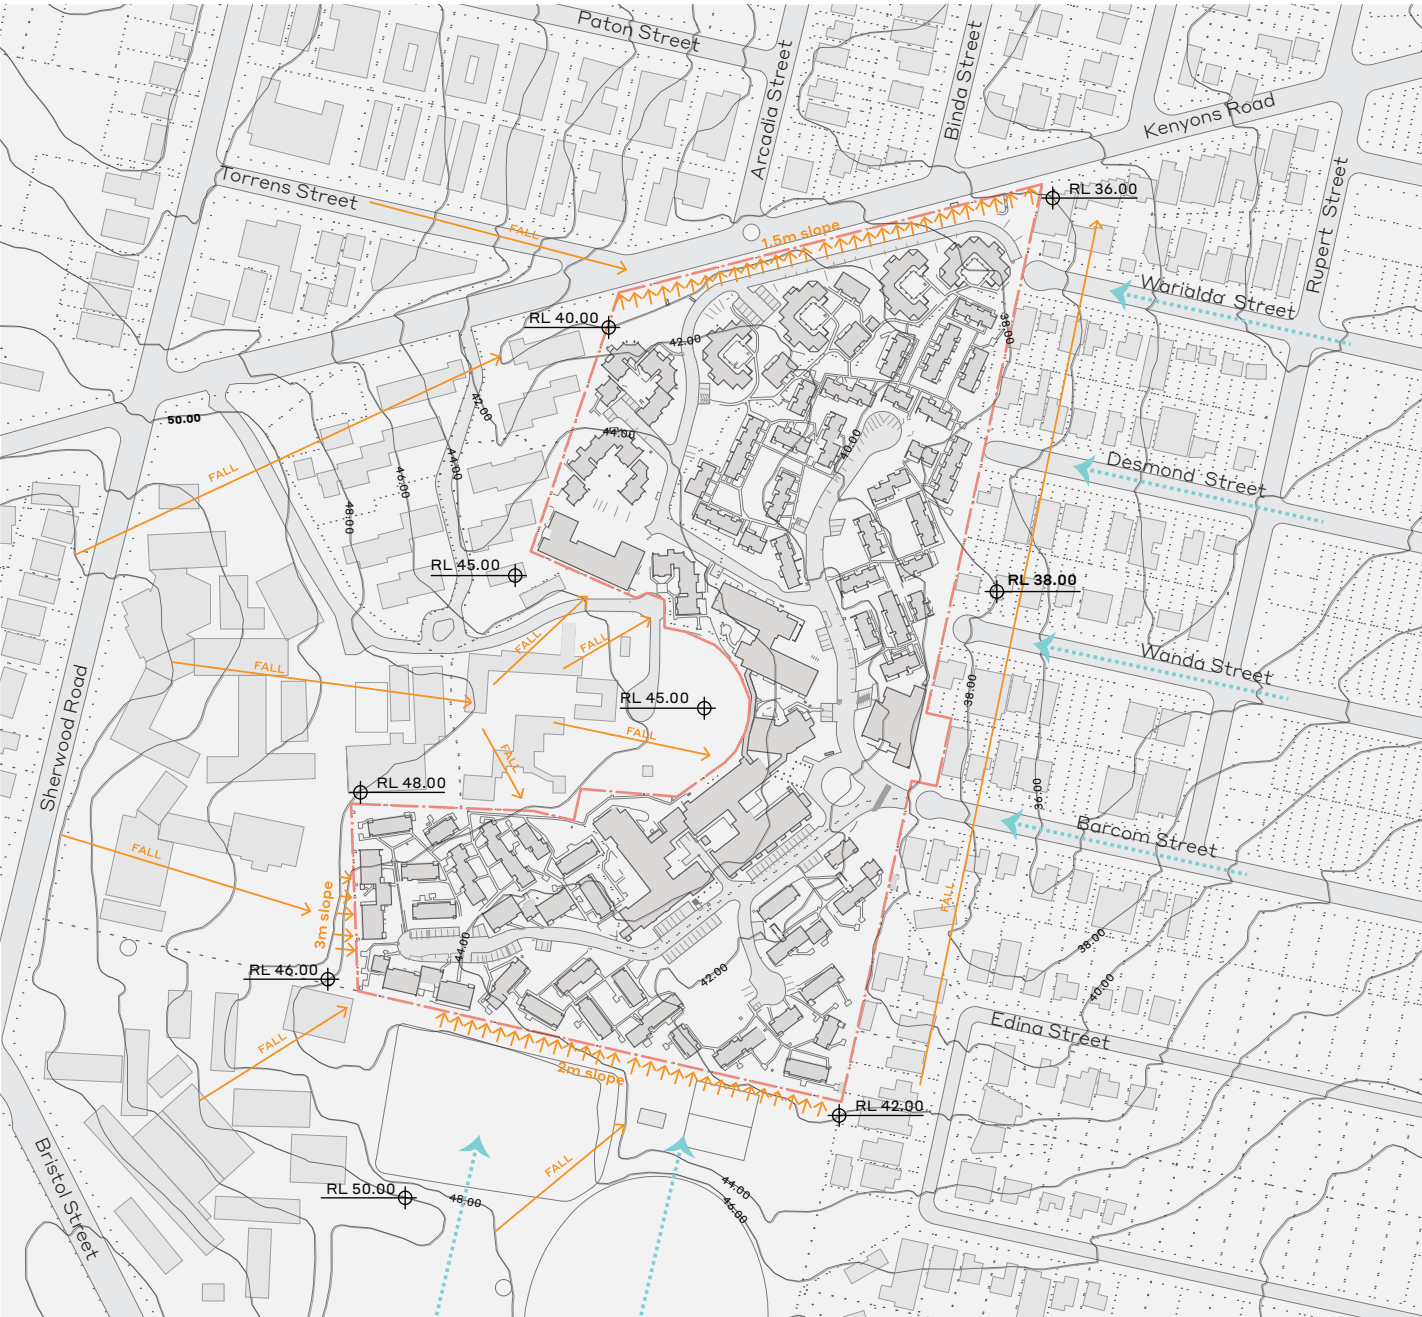 Paton Street
Arcadia Street
Binda Street
Kenyons Road
Torrens Street
RL 36.00
Rupert Street
FALL
1.5m slope
Warialda Street
RL 40.00
38.00
42.00
50.00
42.00
44.00
40.00
44.00
46.00
FALL
Desmond Street
48.00
RL 45.00
RL 38.00
FALL
FALL
FALL
Wanda Street
38.00
RL 45.00
Sherwood Road
FALL
FALL
RL 48.00
36.00
Barcom Street
FALL
FALL
3m slope
44.00
38.00
RL 46.00
42.00
40.00
Edina Street
FALL
2m slope
RL 42.00
Bristol Street
FALL
RL 50.00
48.00
44.00
46.00